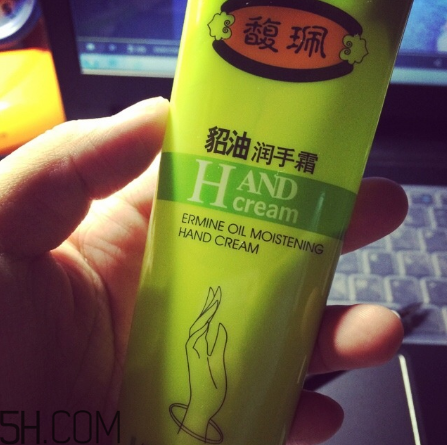 馥珮
貂油润手霜
HAND
cream
ERMINE OIL MOISTENING
HAND CREAM
5H.COM